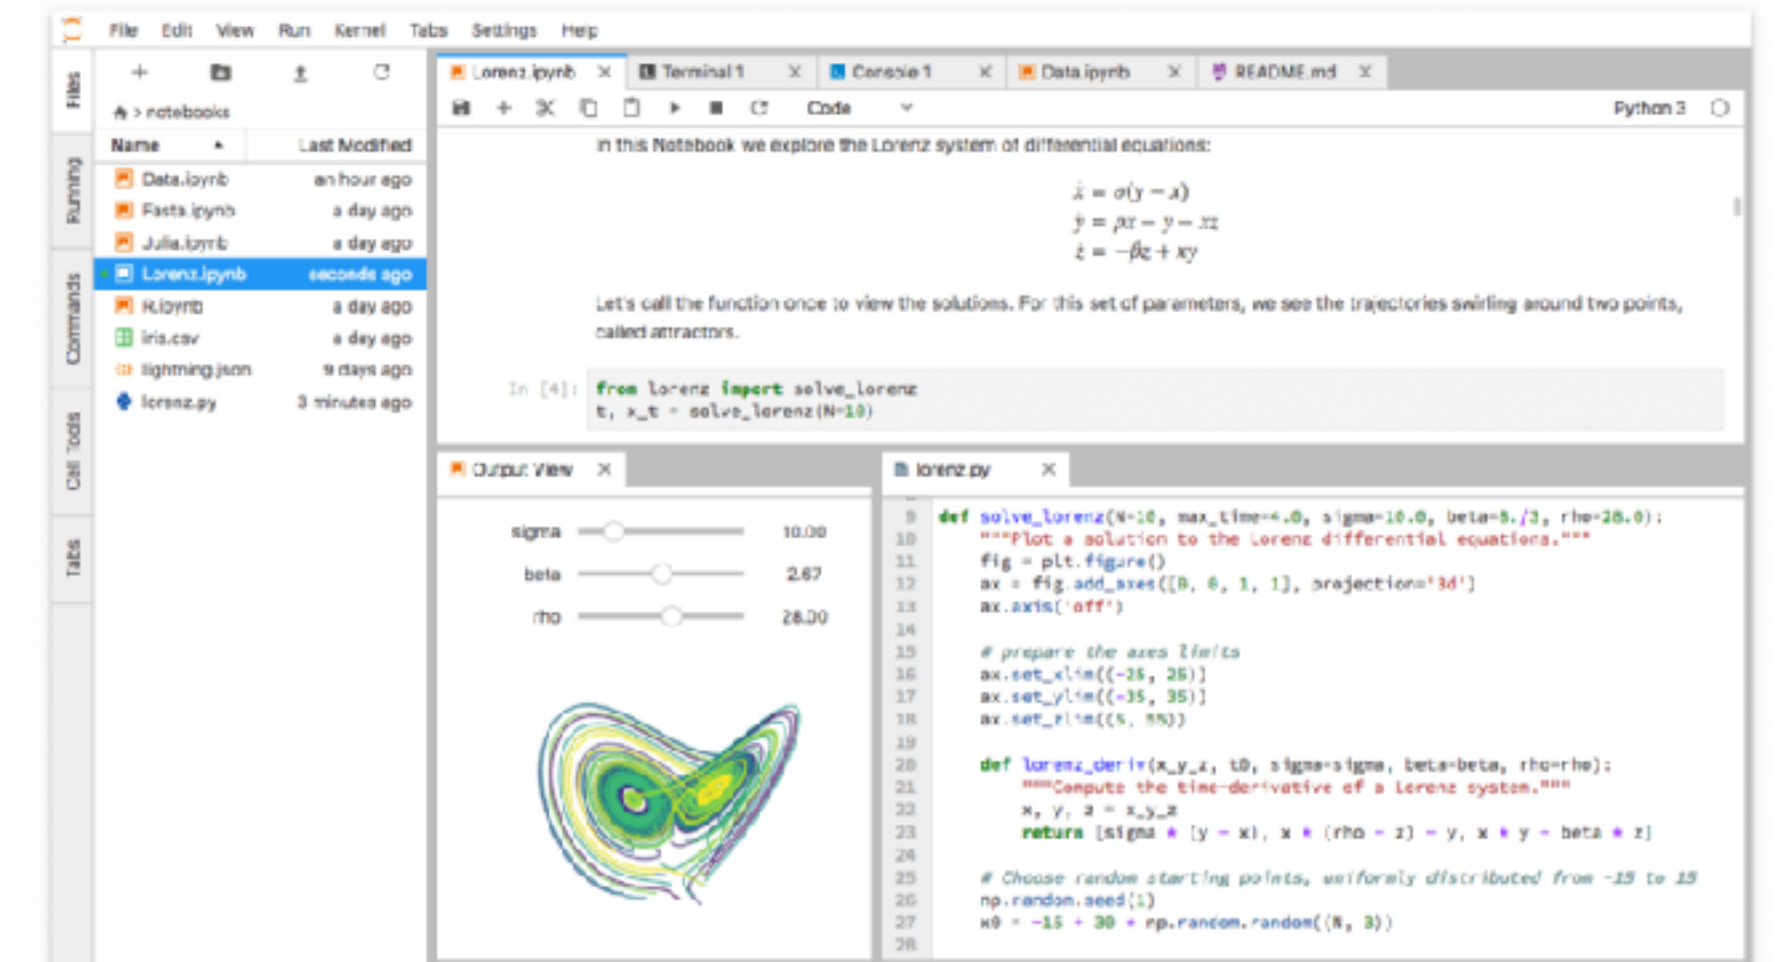 File Edit View Run Kernel Tabs Settings Help
Files
Running
Commands
Cell Tools
Tabs
> notebooks
Name Last Modified
Data.ipynb an hour ago
Fasta.ipynb a day ago
Julia.ipynb a day ago
Lorenz.ipynb seconds ago
R.ipynb a day ago
iris.csv a day ago
lightning.json 9 days ago
lorenz.py 3 minutes ago
Lorenz.ipynb Terminal 1 Console 1 Data.ipynb README.md
Code Python 3
In this Notebook we explore the Lorenz system of differential equations:
ẋ = σ(y − x)
ẏ = ρx − y − xz
ż = −βz + xy
Let's call the function once to view the solutions. For this set of parameters, we see the trajectories swirling around two points,
called attractors.
In [4]: from lorenz import solve_lorenz
t, x_t = solve_lorenz(N=10)
Output View
sigma 10.00
beta 2.67
rho 28.00
lorenz.py
9 def solve_lorenz(N=10, max_time=4.0, sigma=10.0, beta=8./3, rho=28.0):
10 """Plot a solution to the Lorenz differential equations."""
11 fig = plt.figure()
12 ax = fig.add_axes([0, 0, 1, 1], projection='3d')
13 ax.axis('off')
14
15 # prepare the axes limits
16 ax.set_xlim((-25, 25))
17 ax.set_ylim((-35, 35))
18 ax.set_zlim((5, 55))
19
20 def lorenz_deriv(x_y_z, t0, sigma=sigma, beta=beta, rho=rho):
21 """Compute the time-derivative of a Lorenz system."""
22 x, y, z = x_y_z
23 return [sigma * (y - x), x * (rho - z) - y, x * y - beta * z]
24
25 # Choose random starting points, uniformly distributed from -15 to 15
26 np.random.seed(1)
27 x0 = -15 + 30 * np.random.random((N, 3))
28